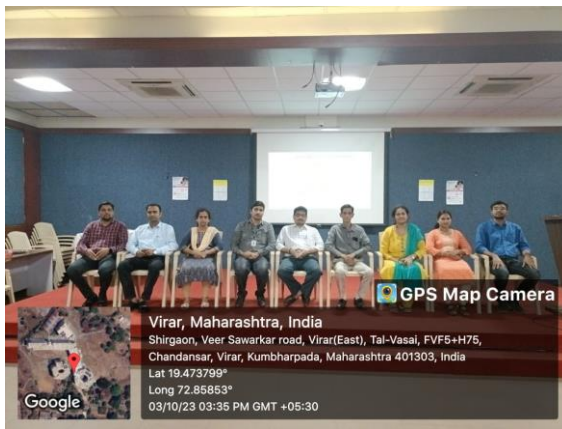 GPS Map Camera
Virar, Maharashtra, India
Shirgaon, Veer Sawarkar road, Virar(East), Tal-Vasai, FVF5+H75,
Chandansar, Virar, Kumbharpada, Maharashtra 401303, India
Lat 19.473799°
Long 72.85853°
03/10/23 03:35 PM GMT +05:30
Google